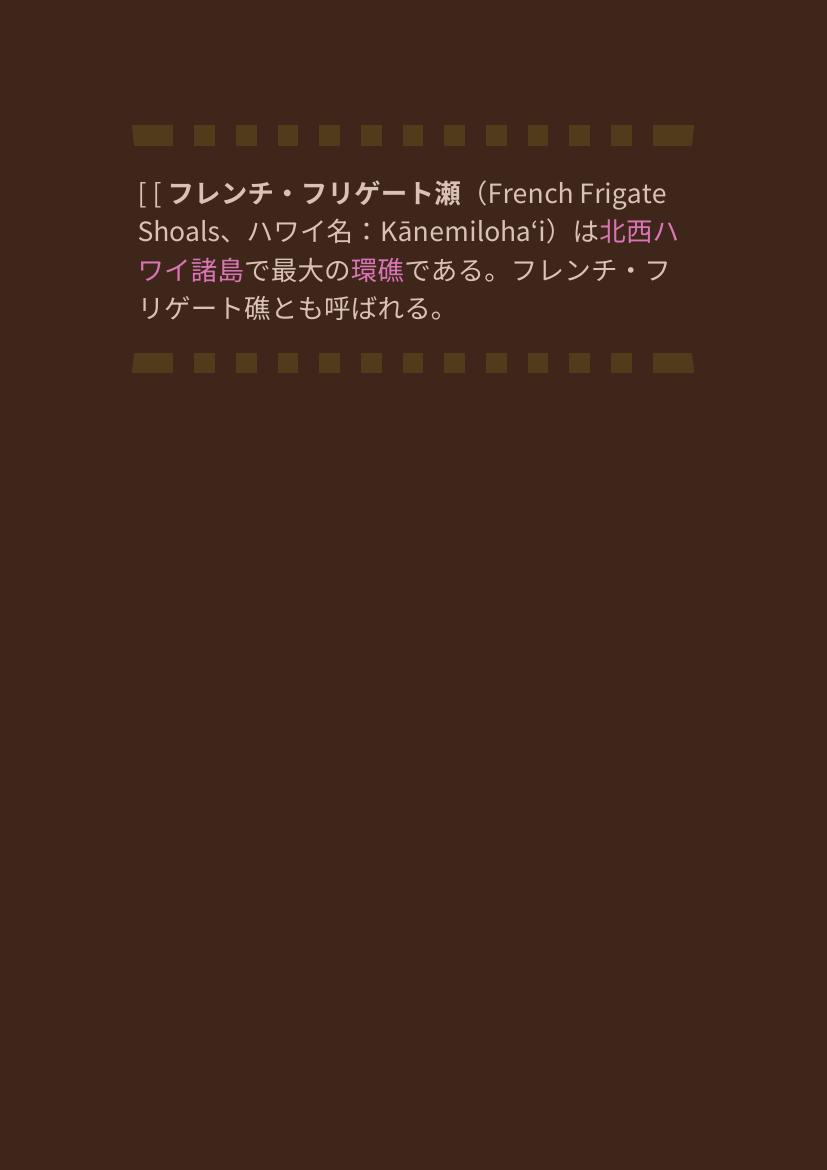 [ [ フレンチ・フリゲート瀬（French Frigate
Shoals、ハワイ名：Kānemilohaʻi）は北西ハ
ワイ諸島で最大の環礁である。フレンチ・フ
リゲート礁とも呼ばれる。